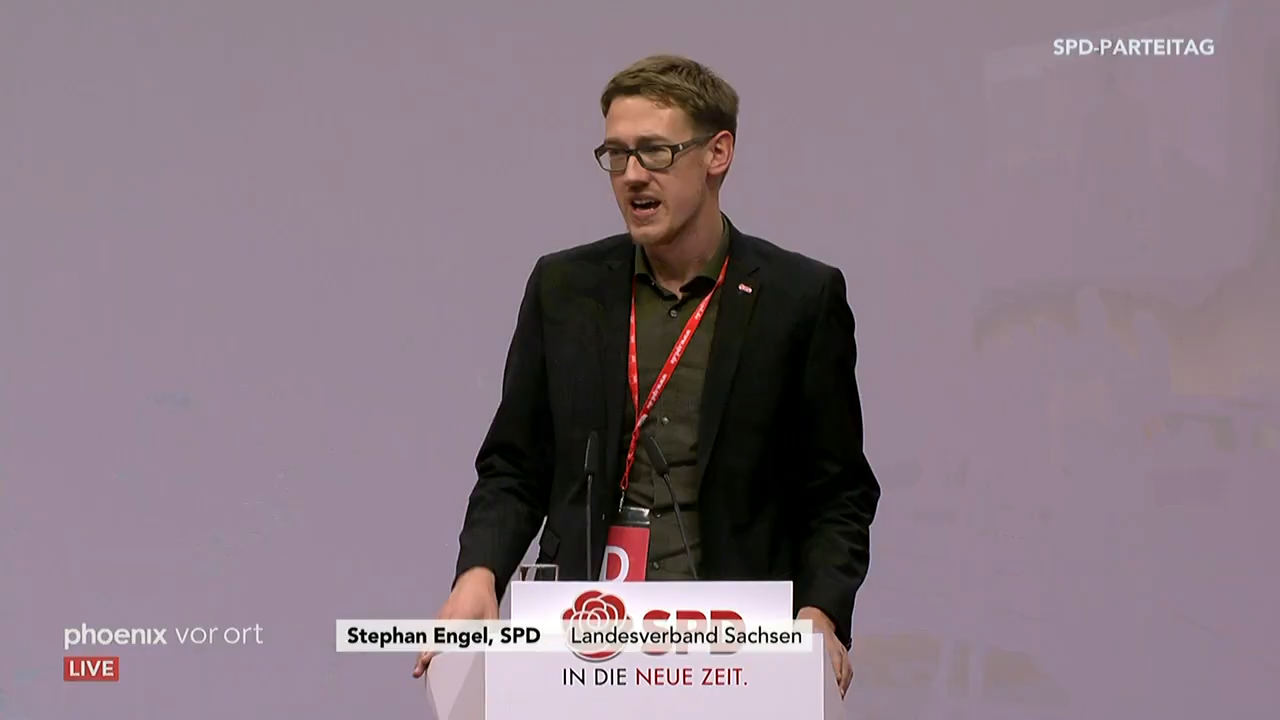 SPD-PARTEITAG
D
SPD
Stephan Engel, SPD Landesverband Sachsen
IN DIE NEUE ZEIT.
phoenix vor ort
LIVE